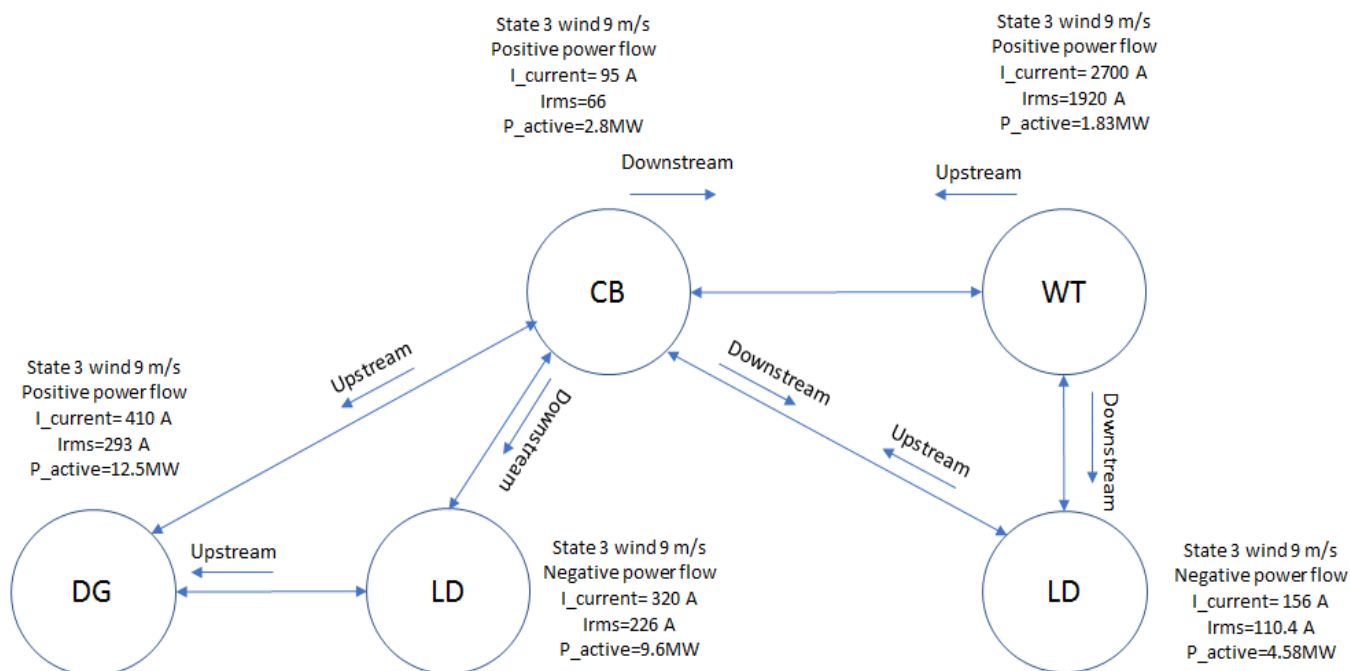 State 3 wind 9 m/s
Positive power flow
I_current= 95 A
Irms=66
P_active=2.8MW
State 3 wind 9 m/s
Positive power flow
I_current= 2700 A
Irms=1920 A
P_active=1.83MW
Downstream
Upstream
CB
WT
State 3 wind 9 m/s
Positive power flow
I_current= 410 A
Irms=293 A
P_active=12.5MW
Upstream
Downstream
Downstream
Upstream
Downstream
Upstream
DG
LD
State 3 wind 9 m/s
Negative power flow
I_current= 320 A
Irms=226 A
P_active=9.6MW
LD
State 3 wind 9 m/s
Negative power flow
I_current= 156 A
Irms=110.4 A
P_active=4.58MW